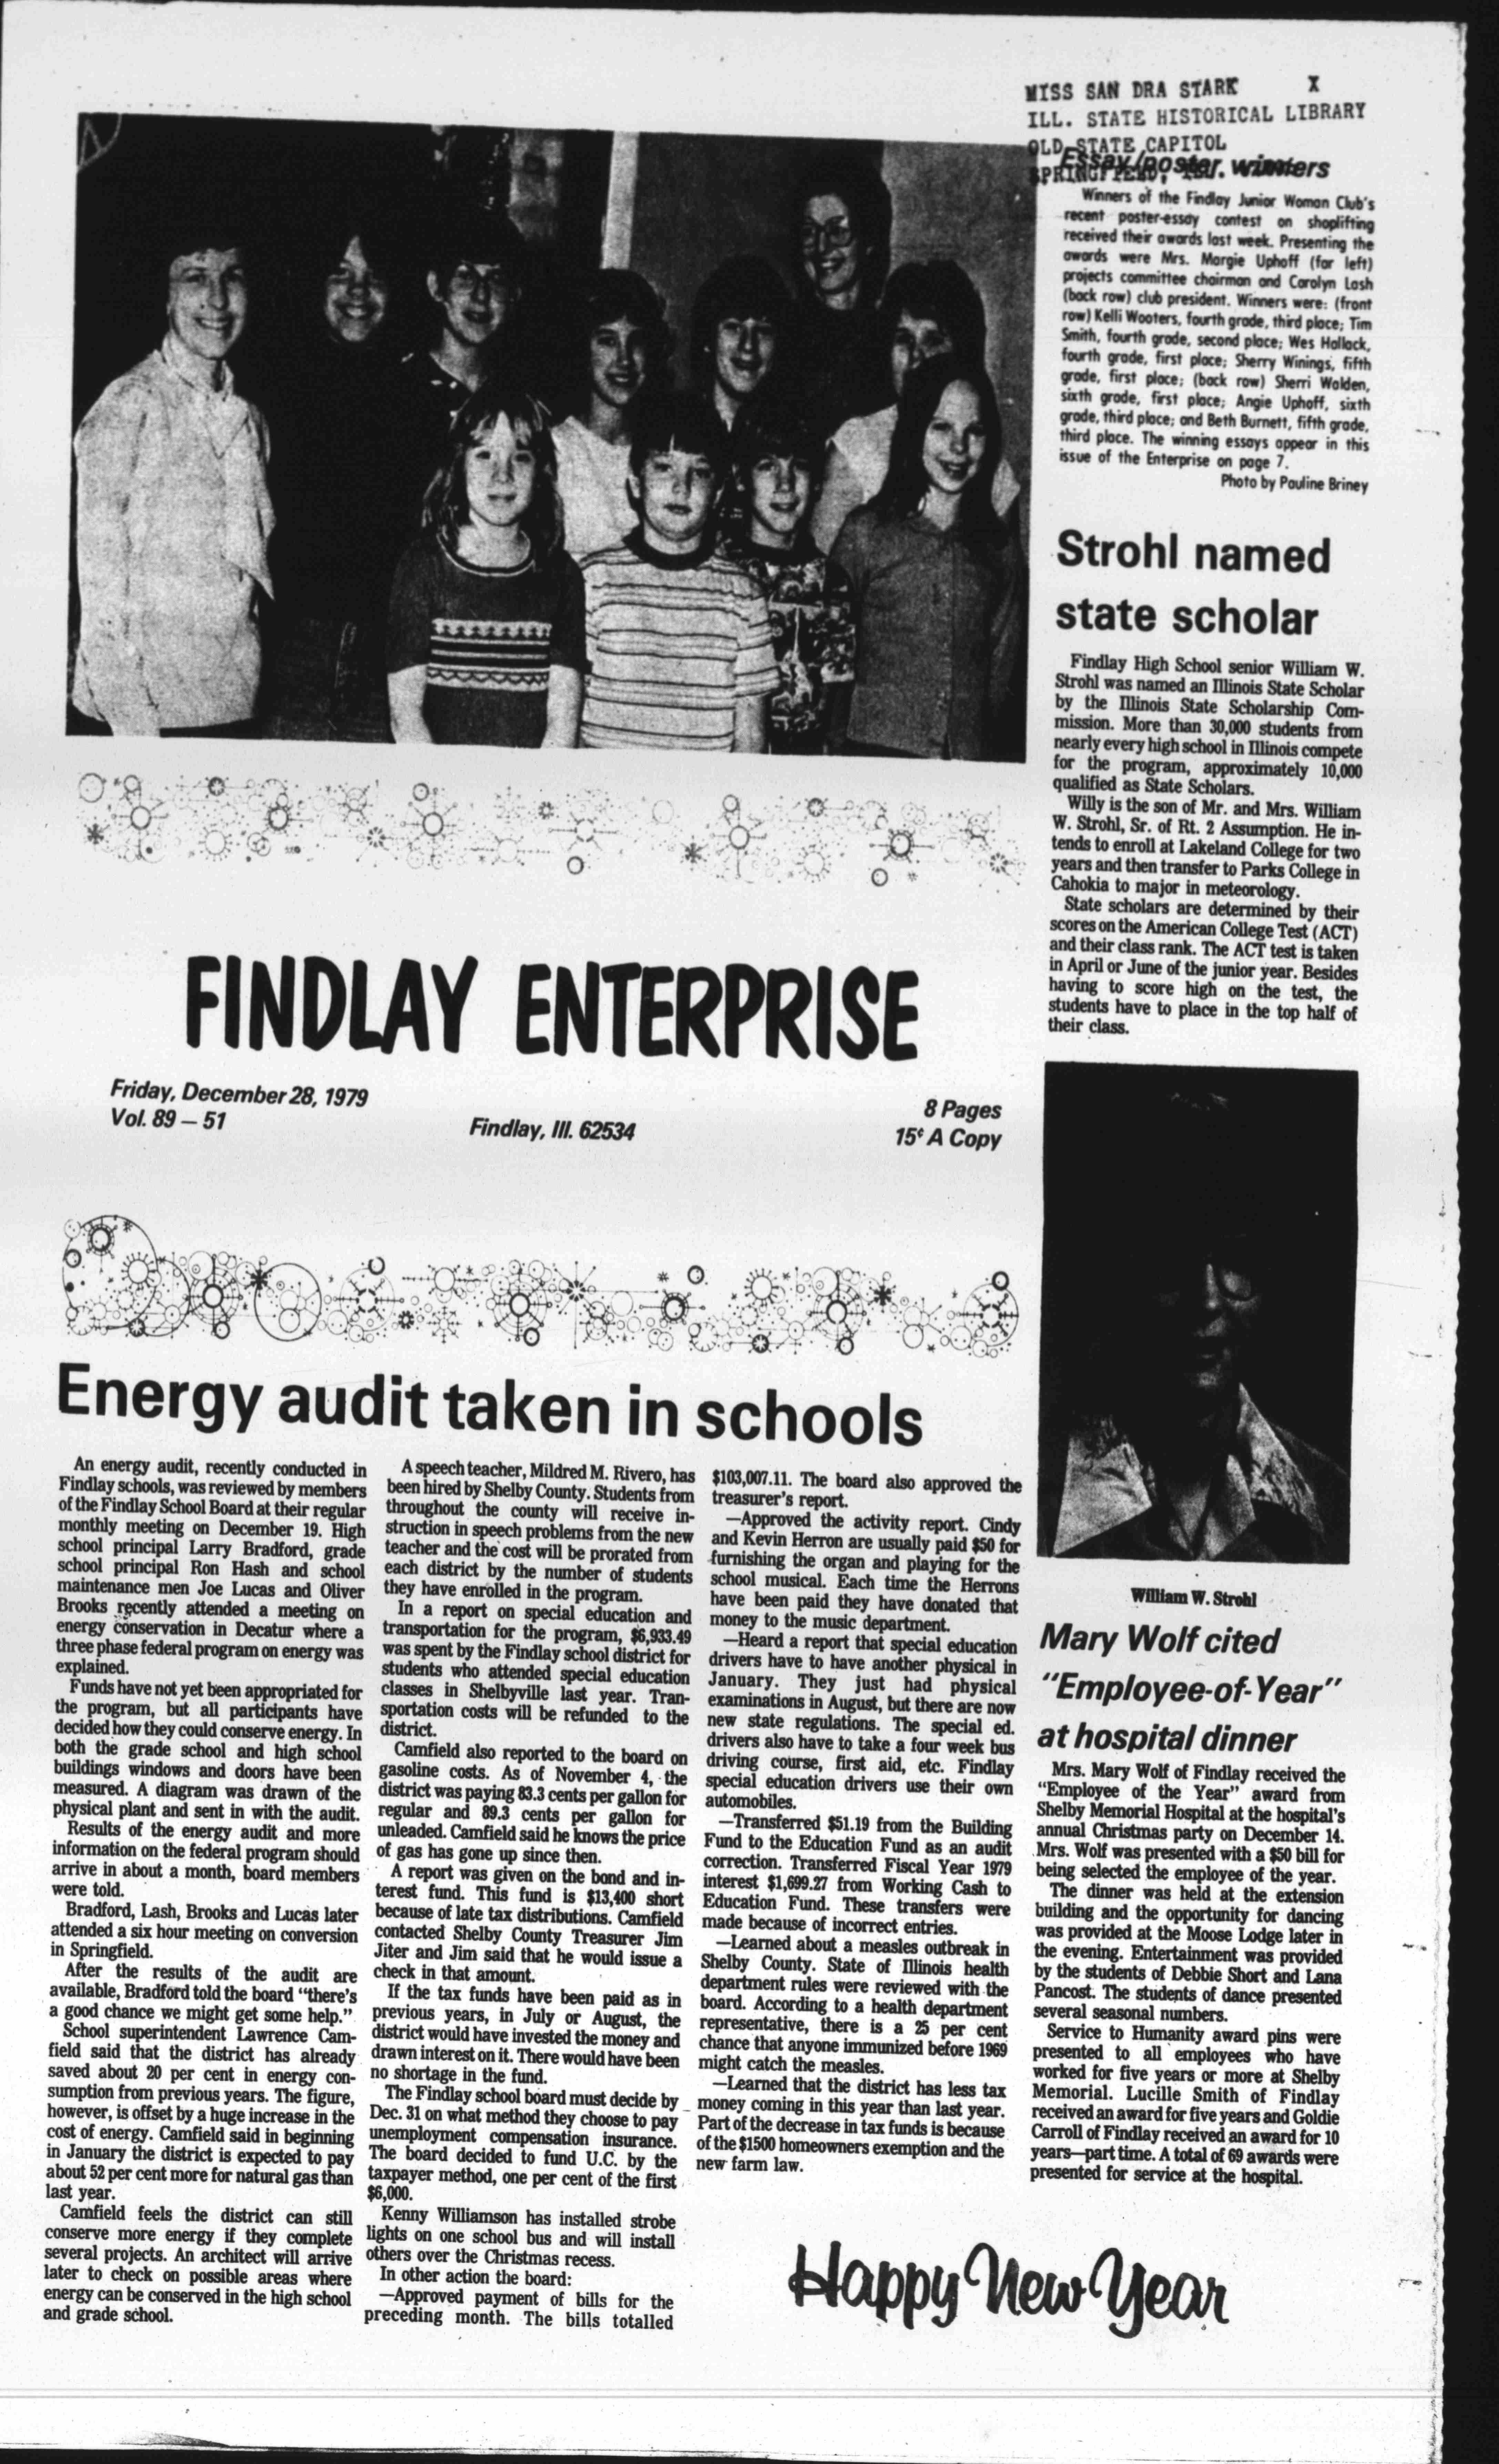 MISS SAN DRA STARK X
ILL. STATE HISTORICAL LIBRARY
OLD STATE CAPITOL
SPRINGFIELD, ILL.
Essay/poster winners
Winners of the Findlay Junior Woman Club's
recent poster-essay contest on shoplifting
received their awards last week. Presenting the
awards were Mrs. Margie Uphoff (far left)
projects committee chairman and Carolyn Lash
(back row) club president. Winners were: (front
row) Kelli Wooters, fourth grade, third place; Tim
Smith, fourth grade, second place; Wes Hallack,
fourth grade, first place; Sherry Winings, fifth
grade, first place; (back row) Sherri Walden,
sixth grade, first place; Angie Uphoff, sixth
grade, third place; and Beth Burnett, fifth grade,
third place. The winning essays appear in this
issue of the Enterprise on page 7.
Photo by Pauline Briney
Strohl named
state scholar
Findlay High School senior William W.
Strohl was named an Illinois State Scholar
by the Illinois State Scholarship Com-
mission. More than 30,000 students from
nearly every high school in Illinois compete
for the program, approximately 10,000
qualified as State Scholars.
Willy is the son of Mr. and Mrs. William
W. Strohl, Sr. of Rt. 2 Assumption. He in-
tends to enroll at Lakeland College for two
years and then transfer to Parks College in
Cahokia to major in meteorology.
State scholars are determined by their
scores on the American College Test (ACT)
and their class rank. The ACT test is taken
in April or June of the junior year. Besides
having to score high on the test, the
students have to place in the top half of
their class.
FINDLAY ENTERPRISE
Friday, December 28, 1979
Vol. 89 — 51
Findlay, Ill. 62534
8 Pages
15¢ A Copy
Energy audit taken in schools
An energy audit, recently conducted in
Findlay schools, was reviewed by members
of the Findlay School Board at their regular
monthly meeting on December 19. High
school principal Larry Bradford, grade
school principal Ron Hash and school
maintenance men Joe Lucas and Oliver
Brooks recently attended a meeting on
energy conservation in Decatur where a
three phase federal program on energy was
explained.
Funds have not yet been appropriated for
the program, but all participants have
decided how they could conserve energy. In
both the grade school and high school
buildings windows and doors have been
measured. A diagram was drawn of the
physical plant and sent in with the audit.
Results of the energy audit and more
information on the federal program should
arrive in about a month, board members
were told.
Bradford, Lash, Brooks and Lucas later
attended a six hour meeting on conversion
in Springfield.
After the results of the audit are
available, Bradford told the board "there's
a good chance we might get some help."
School superintendent Lawrence Cam-
field said that the district has already
saved about 20 per cent in energy con-
sumption from previous years. The figure,
however, is offset by a huge increase in the
cost of energy. Camfield said in beginning
in January the district is expected to pay
about 52 per cent more for natural gas than
last year.
Camfield feels the district can still
conserve more energy if they complete
several projects. An architect will arrive
later to check on possible areas where
energy can be conserved in the high school
and grade school.
A speech teacher, Mildred M. Rivero, has
been hired by Shelby County. Students from
throughout the county will receive in-
struction in speech problems from the new
teacher and the cost will be prorated from
each district by the number of students
they have enrolled in the program.
In a report on special education and
transportation for the program, $6,933.49
was spent by the Findlay school district for
students who attended special education
classes in Shelbyville last year. Tran-
sportation costs will be refunded to the
district.
Camfield also reported to the board on
gasoline costs. As of November 4, the
district was paying 83.3 cents per gallon for
regular and 89.3 cents per gallon for
unleaded. Camfield said he knows the price
of gas has gone up since then.
A report was given on the bond and in-
terest fund. This fund is $13,400 short
because of late tax distributions. Camfield
contacted Shelby County Treasurer Jim
Jiter and Jim said that he would issue a
check in that amount.
If the tax funds have been paid as in
previous years, in July or August, the
district would have invested the money and
drawn interest on it. There would have been
no shortage in the fund.
The Findlay school board must decide by
Dec. 31 on what method they choose to pay
unemployment compensation insurance.
The board decided to fund U.C. by the
taxpayer method, one per cent of the first
$6,000.
Kenny Williamson has installed strobe
lights on one school bus and will install
others over the Christmas recess.
In other action the board:
—Approved payment of bills for the
preceding month. The bills totalled
$103,007.11. The board also approved the
treasurer's report.
—Approved the activity report. Cindy
and Kevin Herron are usually paid $50 for
furnishing the organ and playing for the
school musical. Each time the Herrons
have been paid they have donated that
money to the music department.
—Heard a report that special education
drivers have to have another physical in
January. They just had physical
examinations in August, but there are now
new state regulations. The special ed.
drivers also have to take a four week bus
driving course, first aid, etc. Findlay
special education drivers use their own
automobiles.
—Transferred $51.19 from the Building
Fund to the Education Fund as an audit
correction. Transferred Fiscal Year 1979
interest $1,699.27 from Working Cash to
Education Fund. These transfers were
made because of incorrect entries.
—Learned about a measles outbreak in
Shelby County. State of Illinois health
department rules were reviewed with the
board. According to a health department
representative, there is a 25 per cent
chance that anyone immunized before 1969
might catch the measles.
—Learned that the district has less tax
money coming in this year than last year.
Part of the decrease in tax funds is because
of the $1500 homeowners exemption and the
new farm law.
William W. Strohl
Mary Wolf cited
"Employee-of-Year"
at hospital dinner
Mrs. Mary Wolf of Findlay received the
"Employee of the Year" award from
Shelby Memorial Hospital at the hospital's
annual Christmas party on December 14.
Mrs. Wolf was presented with a $50 bill for
being selected the employee of the year.
The dinner was held at the extension
building and the opportunity for dancing
was provided at the Moose Lodge later in
the evening. Entertainment was provided
by the students of Debbie Short and Lana
Pancost. The students of dance presented
several seasonal numbers.
Service to Humanity award pins were
presented to all employees who have
worked for five years or more at Shelby
Memorial. Lucille Smith of Findlay
received an award for five years and Goldie
Carroll of Findlay received an award for 10
years—part time. A total of 69 awards were
presented for service at the hospital.
Happy New Year